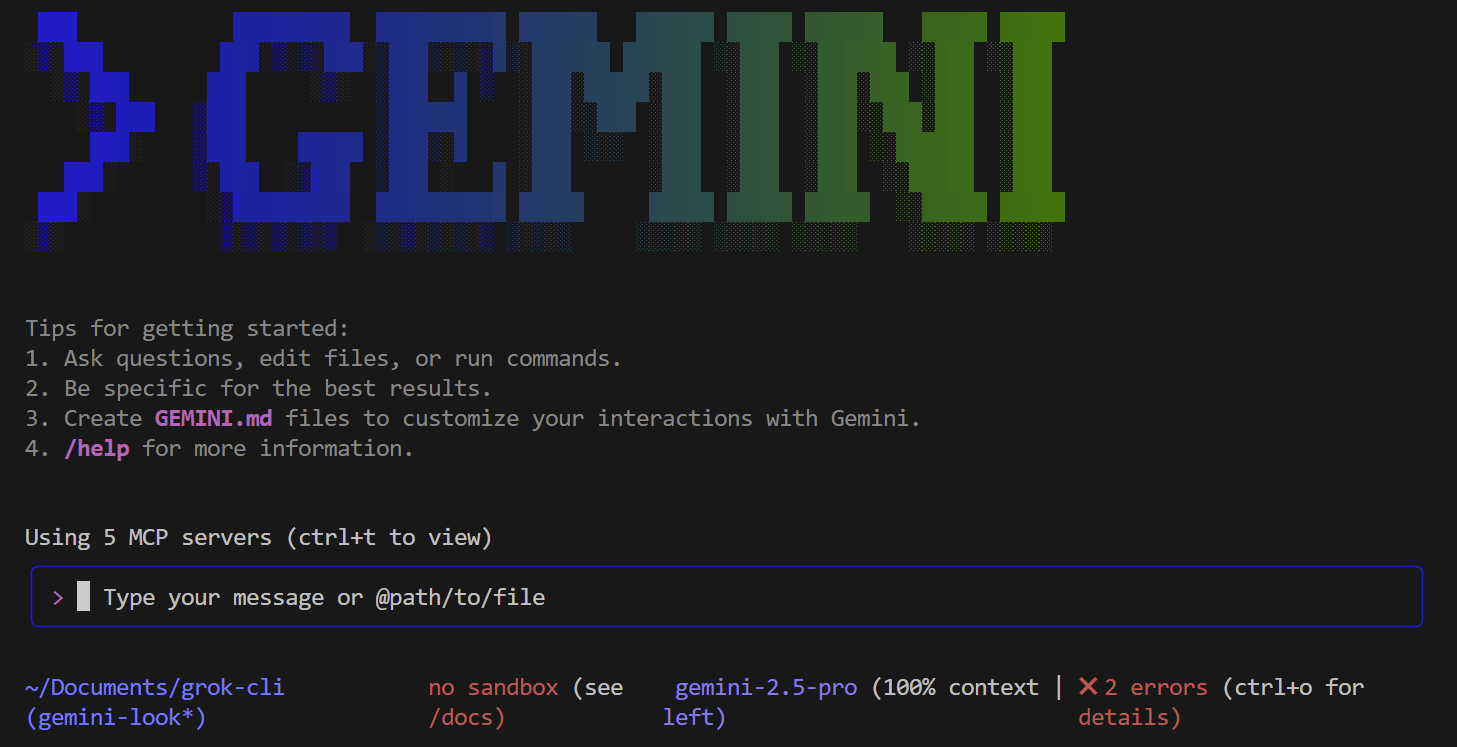 > GEMINI
Tips for getting started:
1. Ask questions, edit files, or run commands.
2. Be specific for the best results.
3. Create GEMINI.md files to customize your interactions with Gemini.
4. /help for more information.
Using 5 MCP servers (ctrl+t to view)
> Type your message or @path/to/file
~/Documents/grok-cli no sandbox (see gemini-2.5-pro (100% context | ✕ 2 errors (ctrl+o for
(gemini-look*) /docs) left) details)